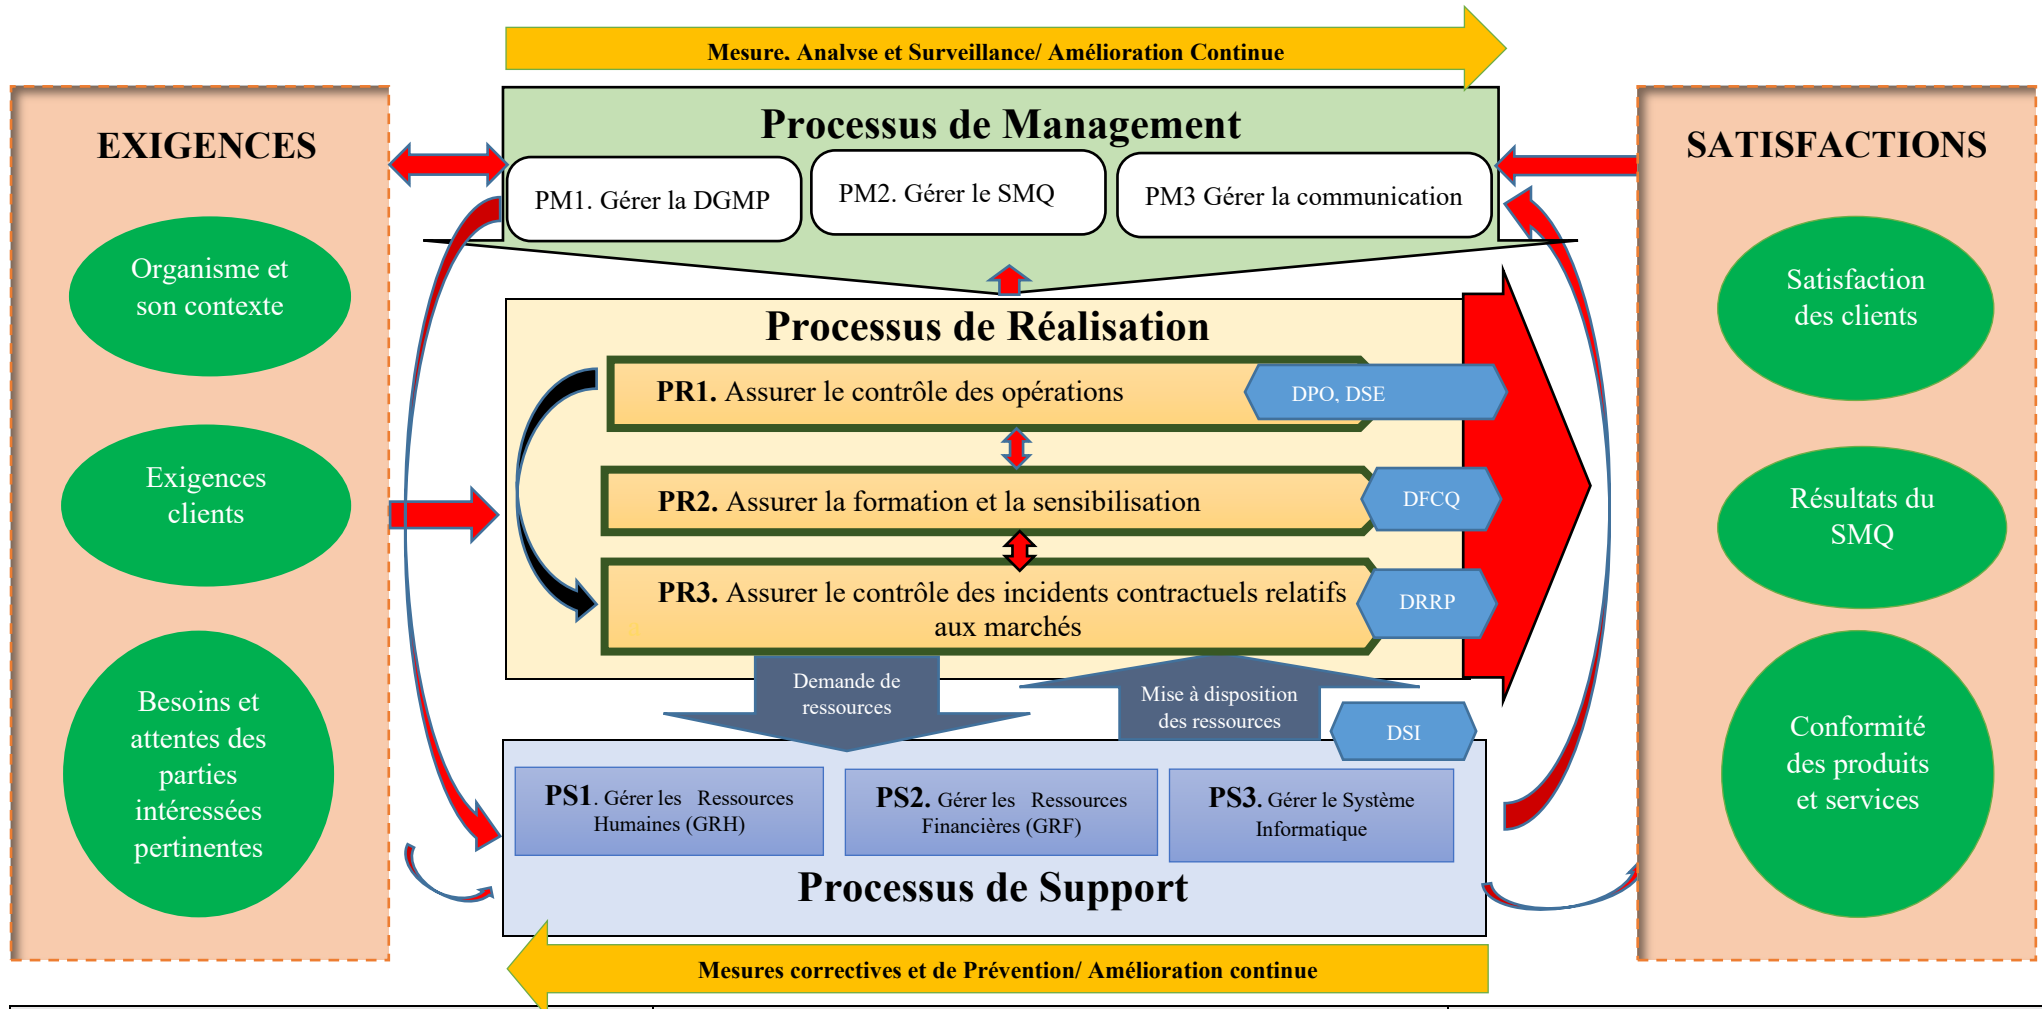 Mesure, Analyse et Surveillance/ Amélioration Continue
EXIGENCES
Organisme et
son contexte
Exigences
clients
Besoins et
attentes des
parties
intéressées
pertinentes
Processus de Management
PM1. Gérer la DGMP
PM2. Gérer le SMQ
PM3 Gérer la communication
Processus de Réalisation
PR1. Assurer le contrôle des opérations
DPO, DSE
PR2. Assurer la formation et la sensibilisation
DFCQ
PR3. Assurer le contrôle des incidents contractuels relatifs
aux marchés
DRRP
Demande de
ressources
Mise à disposition
des ressources
DSI
PS1. Gérer les Ressources
Humaines (GRH)
PS2. Gérer les Ressources
Financières (GRF)
PS3. Gérer le Système
Informatique
Processus de Support
SATISFACTIONS
Satisfaction
des clients
Résultats du
SMQ
Conformité
des produits
et services
Mesures correctives et de Prévention/ Amélioration continue